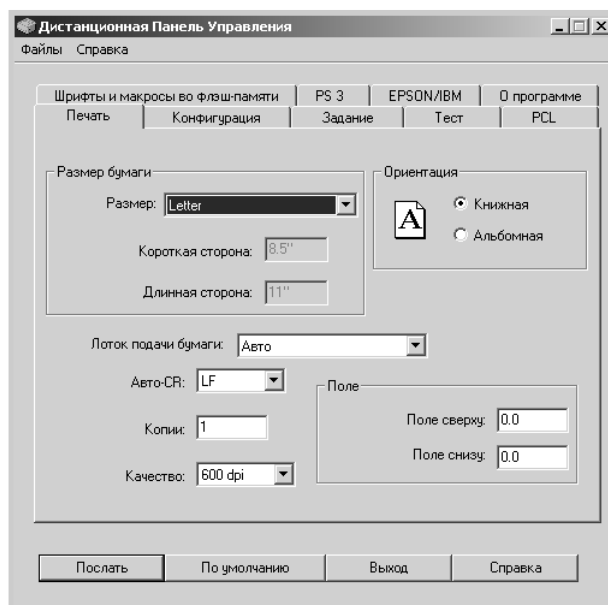 Дистанционная Панель Управления
Файлы Справка
Шрифты и макросы во флэш-памяти PS 3 EPSON/IBM О программе
Печать Конфигурация Задание Тест PCL
Размер бумаги Ориентация
Размер: Letter
A Книжная
Альбомная
Короткая сторона: 8.5"
Длинная сторона: 11"
Лоток подачи бумаги: Авто
Авто-CR: LF
Поле
Копии: 1
Поле сверху: 0.0
Поле снизу: 0.0
Качество: 600 dpi
Послать По умолчанию Выход Справка